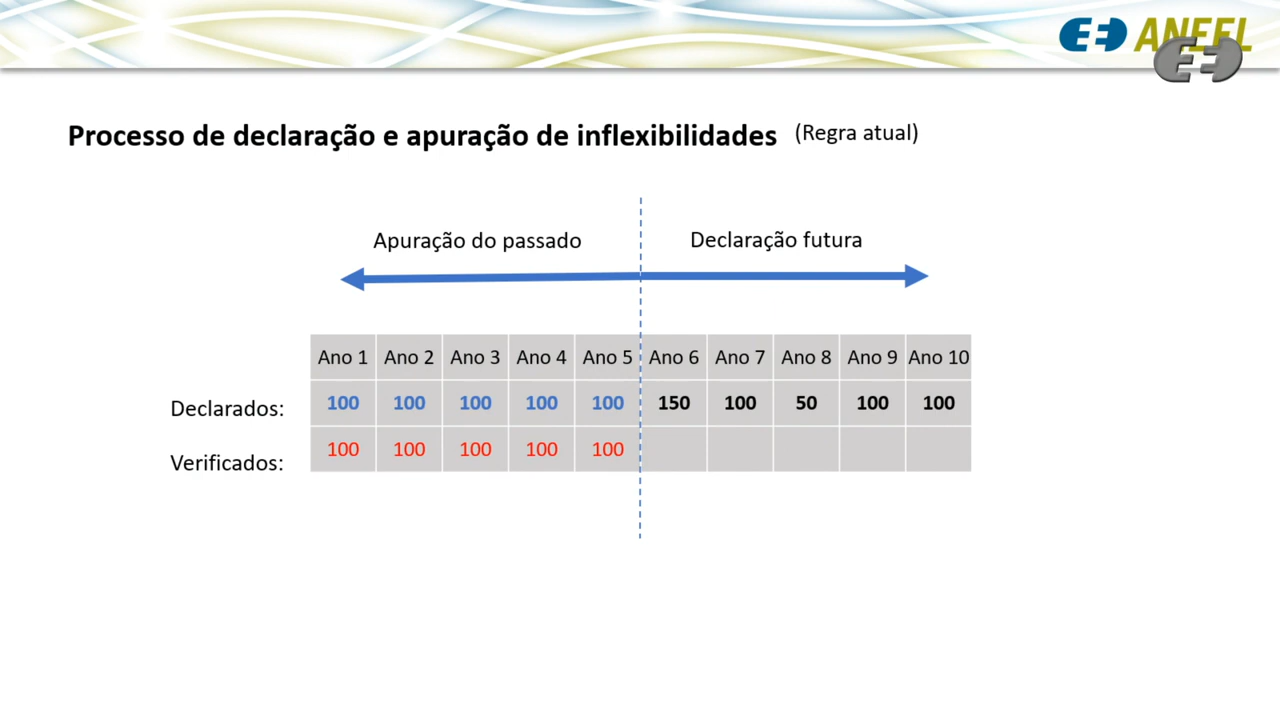 ANEEL
Processo de declaração e apuração de inflexibilidades (Regra atual)
Apuração do passado Declaração futura
Ano 1 Ano 2 Ano 3 Ano 4 Ano 5 Ano 6 Ano 7 Ano 8 Ano 9 Ano 10
Declarados: 100 100 100 100 100 150 100 50 100 100
Verificados: 100 100 100 100 100